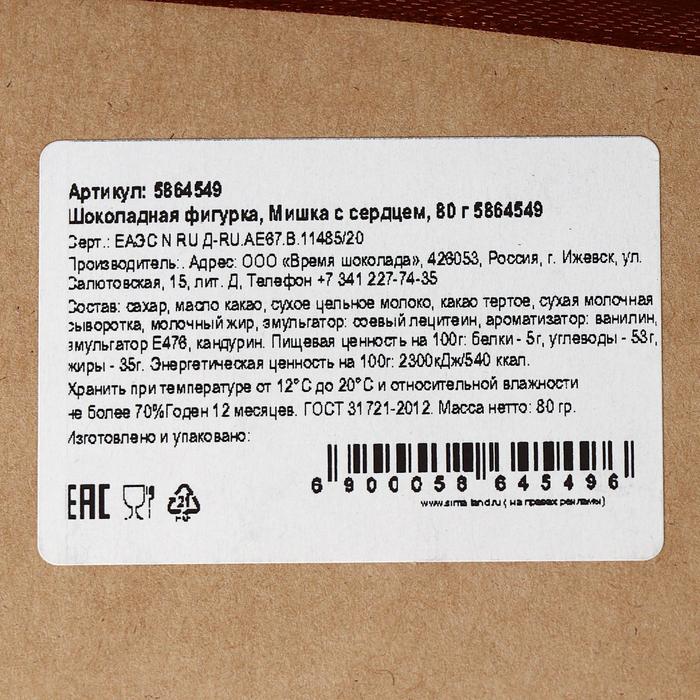 Артикул: 5864549
Шоколадная фигурка, Мишка с сердцем, 80 г 5864549
Серт.: ЕАЭС N RU Д-RU.АЕ67.В.11485/20
Производитель:. Адрес: ООО «Время шоколада», 426053, Россия, г. Ижевск, ул.
Салютовская, 15, лит. Д, Телефон +7 341 227-74-35
Состав: сахар, масло какао, сухое цельное молоко, какао тертое, сухая молочная
сыворотка, молочный жир, эмульгатор: соевый лецитеин, ароматизатор: ванилин,
эмульгатор Е476, кандурин. Пищевая ценность на 100г: белки - 5г, углеводы - 53г,
жиры - 35г. Энергетическая ценность на 100г: 2300кДж/540 ккал.
Хранить при температуре от 12°С до 20°С и относительной влажности
не более 70%Годен 12 месяцев. ГОСТ 31721-2012. Масса нетто: 80 гр.
Изготовлено и упаковано:
6 900058 645496
www.sima-land.ru ( на правах рекламы)
ЕАС
21